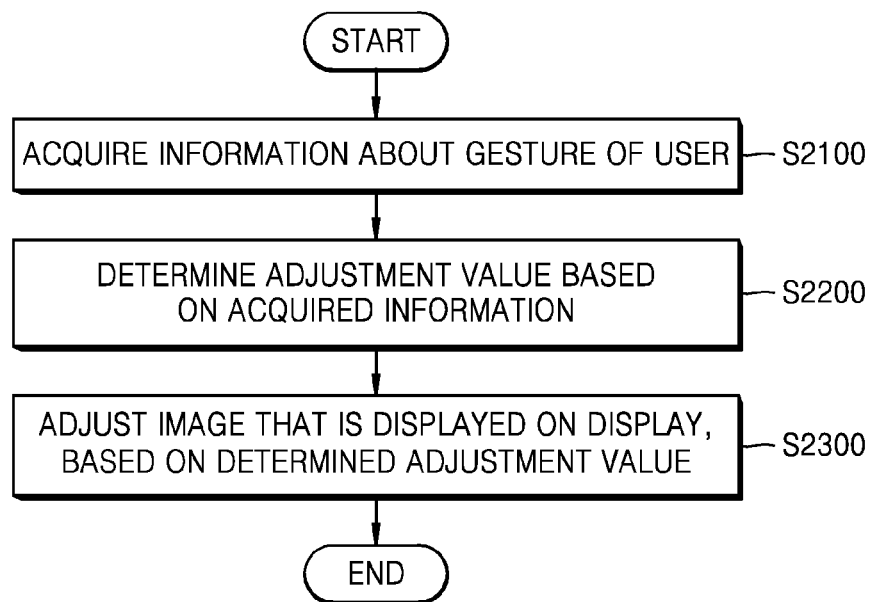 START
ACQUIRE INFORMATION ABOUT GESTURE OF USER
S2100
DETERMINE ADJUSTMENT VALUE BASED
ON ACQUIRED INFORMATION
S2200
ADJUST IMAGE THAT IS DISPLAYED ON DISPLAY,
BASED ON DETERMINED ADJUSTMENT VALUE
S2300
END